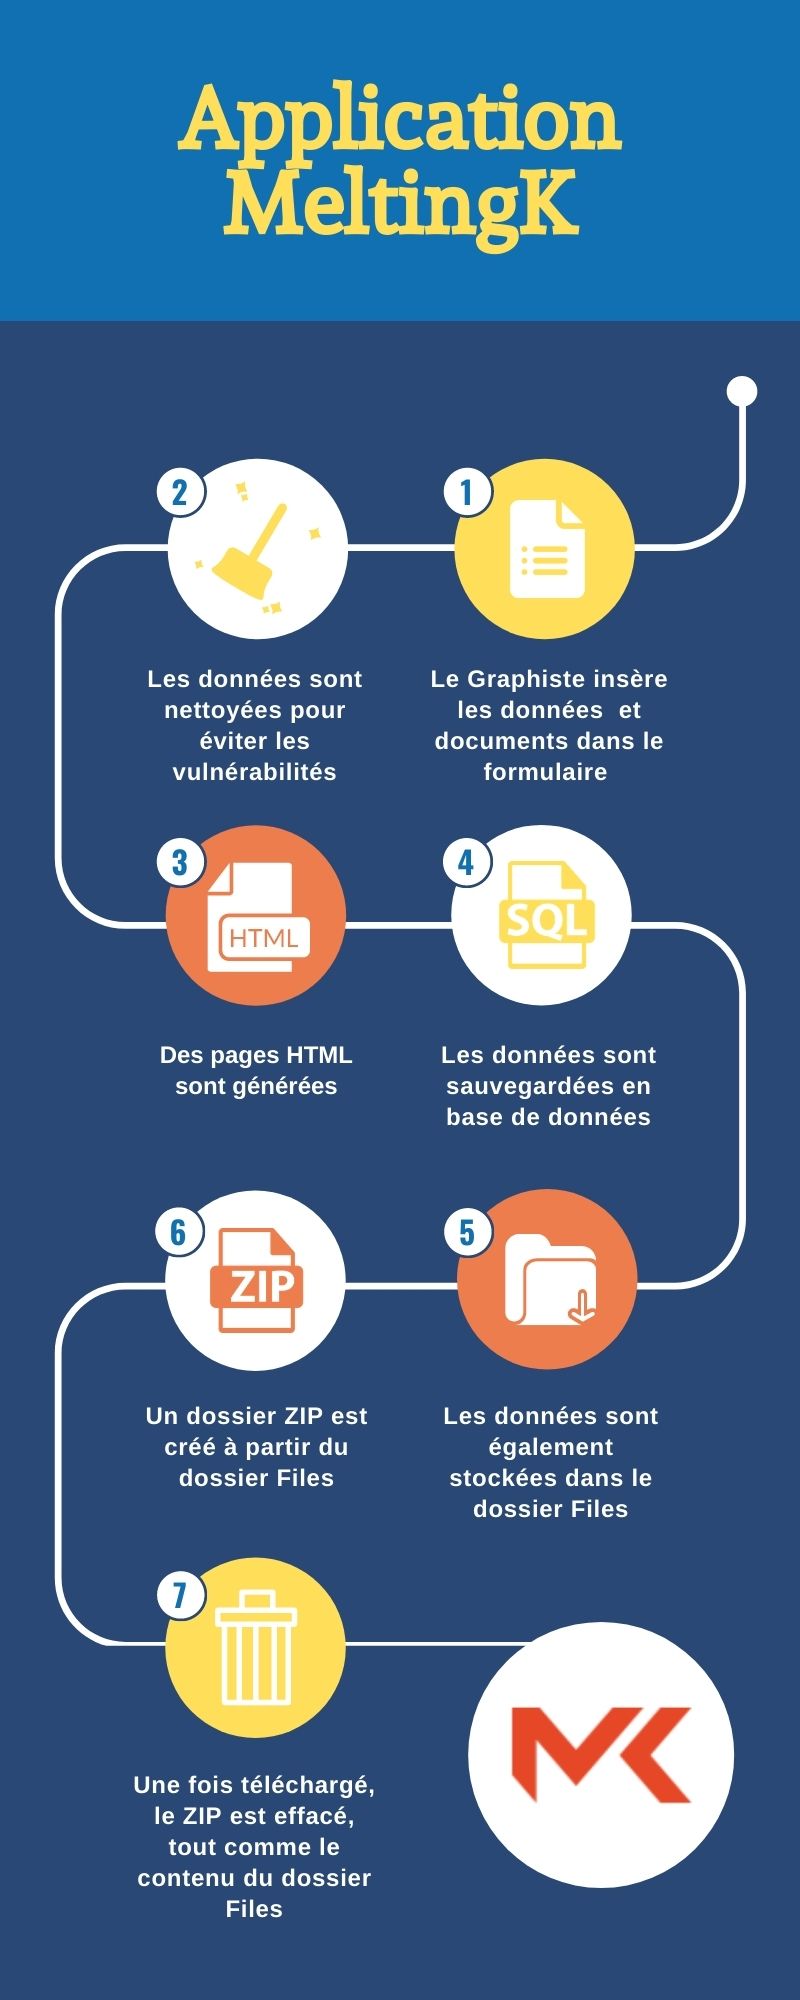 Application
MeltingK
1
Le Graphiste insère
les données et
documents dans le
formulaire
2
Les données sont
nettoyées pour
éviter les
vulnérabilités
3
HTML
Des pages HTML
sont générées
4
SQL
Les données sont
sauvegardées en
base de données
5
Les données sont
également
stockées dans le
dossier Files
6
ZIP
Un dossier ZIP est
créé à partir du
dossier Files
7
Une fois téléchargé,
le ZIP est effacé,
tout comme le
contenu du dossier
Files
MK